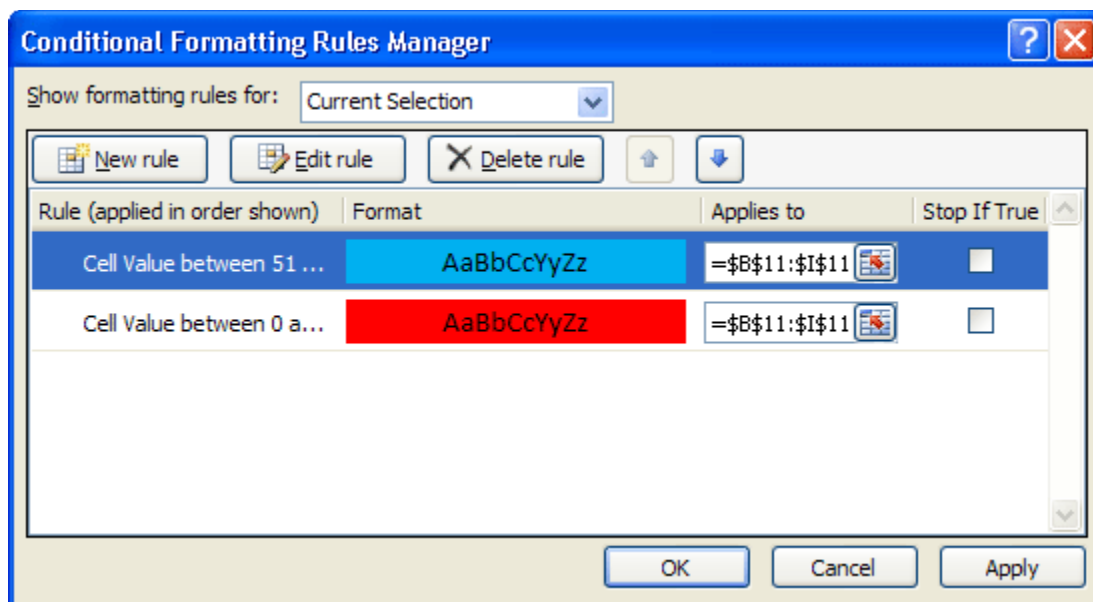 Conditional Formatting Rules Manager
Show formatting rules for: Current Selection
New rule Edit rule Delete rule
Rule (applied in order shown) Format Applies to Stop If True
Cell Value between 51 ... AaBbCcYyZz =$B$11:$I$11
Cell Value between 0 a... AaBbCcYyZz =$B$11:$I$11
OK Cancel Apply